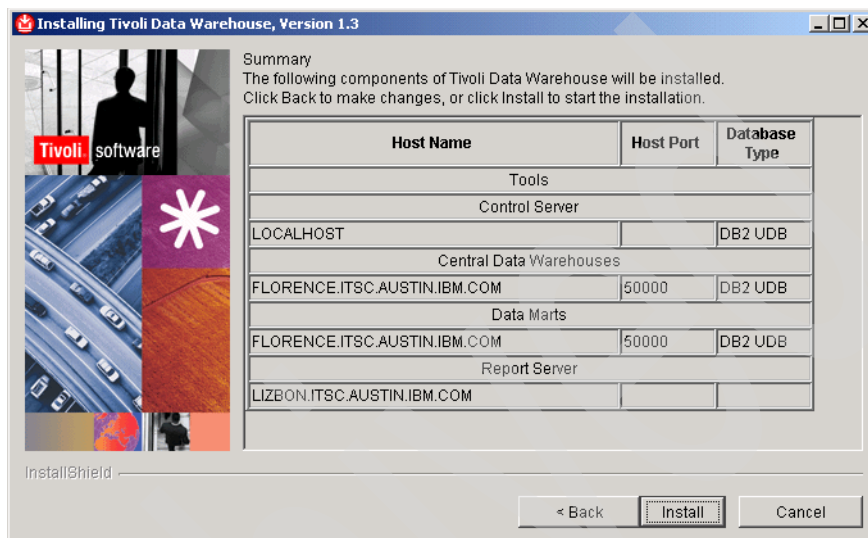 Installing Tivoli Data Warehouse, Version 1.3
Summary
The following components of Tivoli Data Warehouse will be installed.
Click Back to make changes, or click Install to start the installation.
Tivoli software
Host Name Host Port Database
Type
Tools
Control Server
LOCALHOST DB2 UDB
Central Data Warehouses
FLORENCE.ITSC.AUSTIN.IBM.COM 50000 DB2 UDB
Data Marts
FLORENCE.ITSC.AUSTIN.IBM.COM 50000 DB2 UDB
Report Server
LIZBON.ITSC.AUSTIN.IBM.COM
InstallShield
< Back Install Cancel